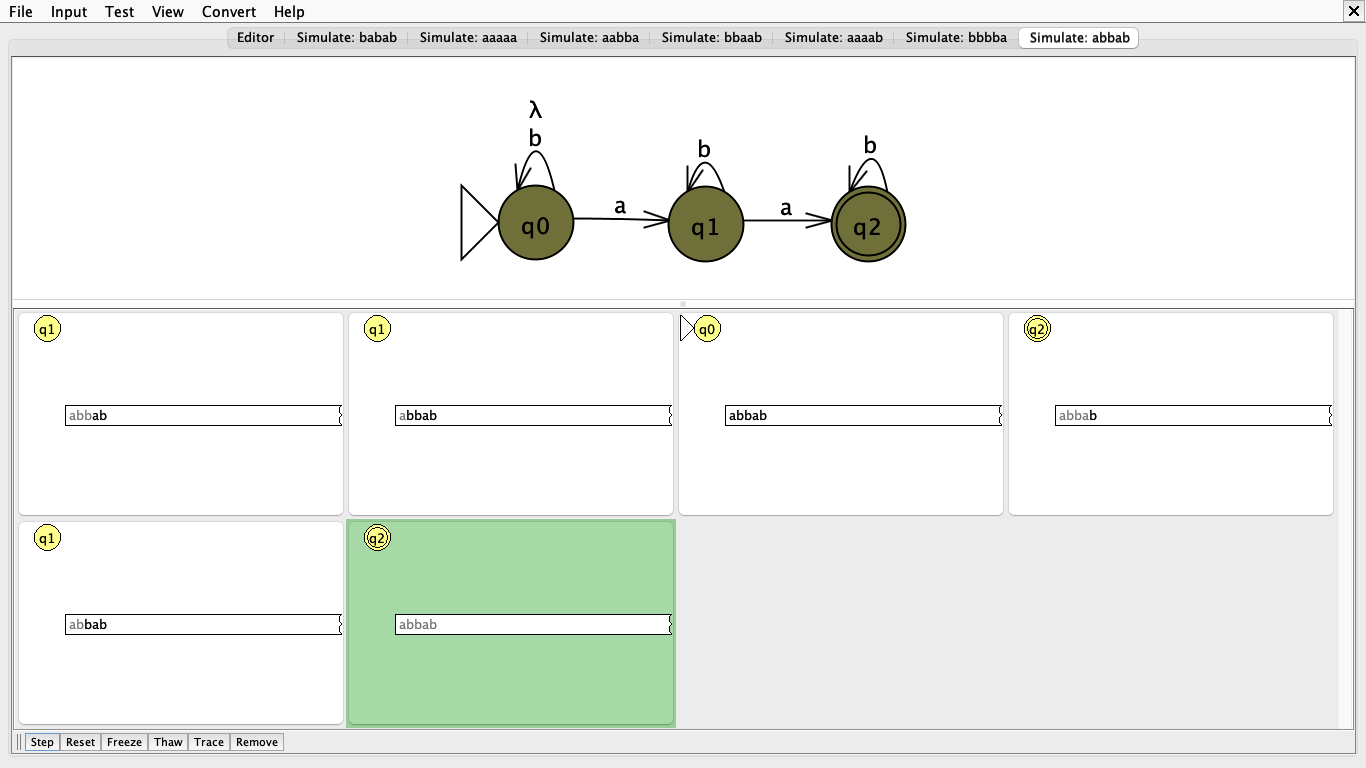 File Input Test View Convert Help
Editor Simulate: babab Simulate: aaaaa Simulate: aabba Simulate: bbaab Simulate: aaaab Simulate: bbbba Simulate: abbab
λ
b b b
a a
q0 q1 q2
q1 q1 q0 q2
abbab abbab abbab abbab
q1 q2
abbab abbab
Step Reset Freeze Thaw Trace Remove